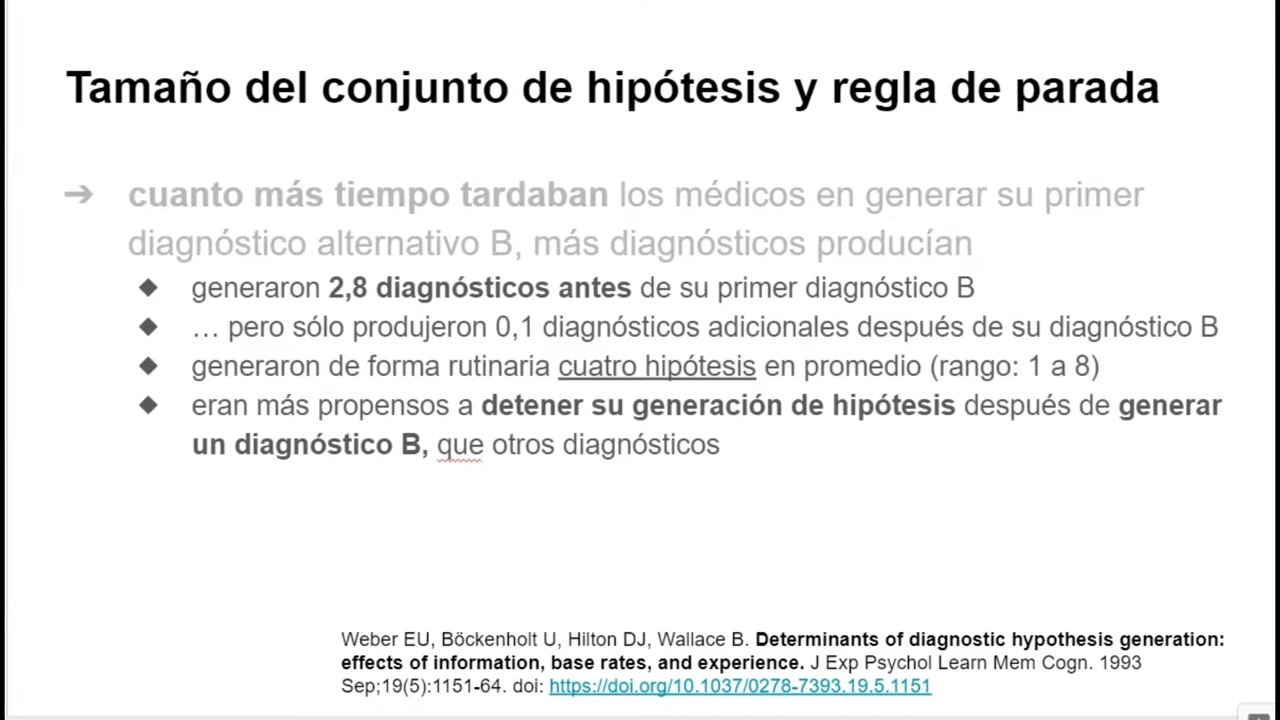 Tamaño del conjunto de hipótesis y regla de parada
➔ cuanto más tiempo tardaban los médicos en generar su primer
diagnóstico alternativo B, más diagnósticos producían
◆ generaron 2,8 diagnósticos antes de su primer diagnóstico B
◆ … pero sólo produjeron 0,1 diagnósticos adicionales después de su diagnóstico B
◆ generaron de forma rutinaria cuatro hipótesis en promedio (rango: 1 a 8)
◆ eran más propensos a detener su generación de hipótesis después de generar
un diagnóstico B, que otros diagnósticos
Weber EU, Böckenholt U, Hilton DJ, Wallace B. Determinants of diagnostic hypothesis generation:
effects of information, base rates, and experience. J Exp Psychol Learn Mem Cogn. 1993
Sep;19(5):1151-64. doi: https://doi.org/10.1037/0278-7393.19.5.1151